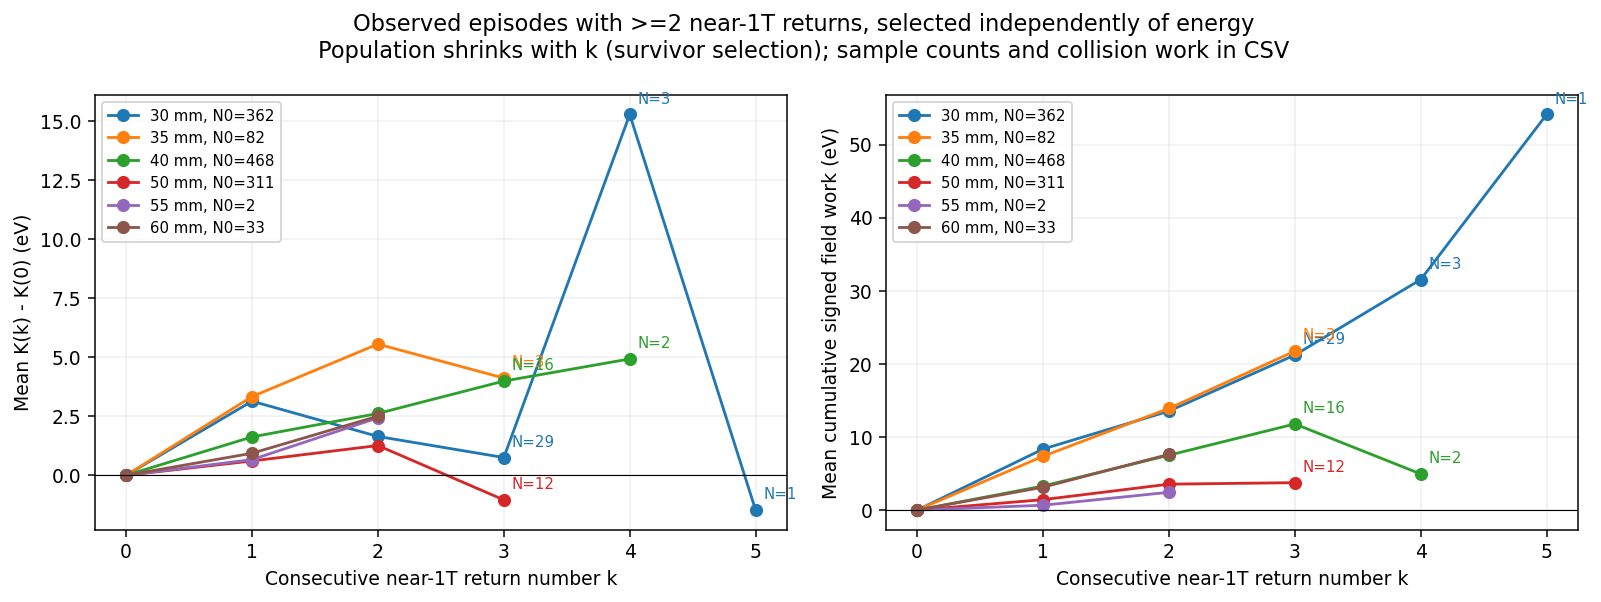 Observed episodes with >=2 near-1T returns, selected independently of energy
Population shrinks with k (survivor selection); sample counts and collision work in CSV
Mean K(k) - K(0) (eV)
15.0
12.5
10.0
7.5
5.0
2.5
0.0
30 mm, N0=362
35 mm, N0=82
40 mm, N0=468
50 mm, N0=311
55 mm, N0=2
60 mm, N0=33
N=3
N=2
N=16
N=29
N=12
N=1
0
1
2
3
4
5
Consecutive near-1T return number k
Mean cumulative signed field work (eV)
50
40
30
20
10
0
30 mm, N0=362
35 mm, N0=82
40 mm, N0=468
50 mm, N0=311
55 mm, N0=2
60 mm, N0=33
N=1
N=3
N=29
N=16
N=12
N=2
0
1
2
3
4
5
Consecutive near-1T return number k